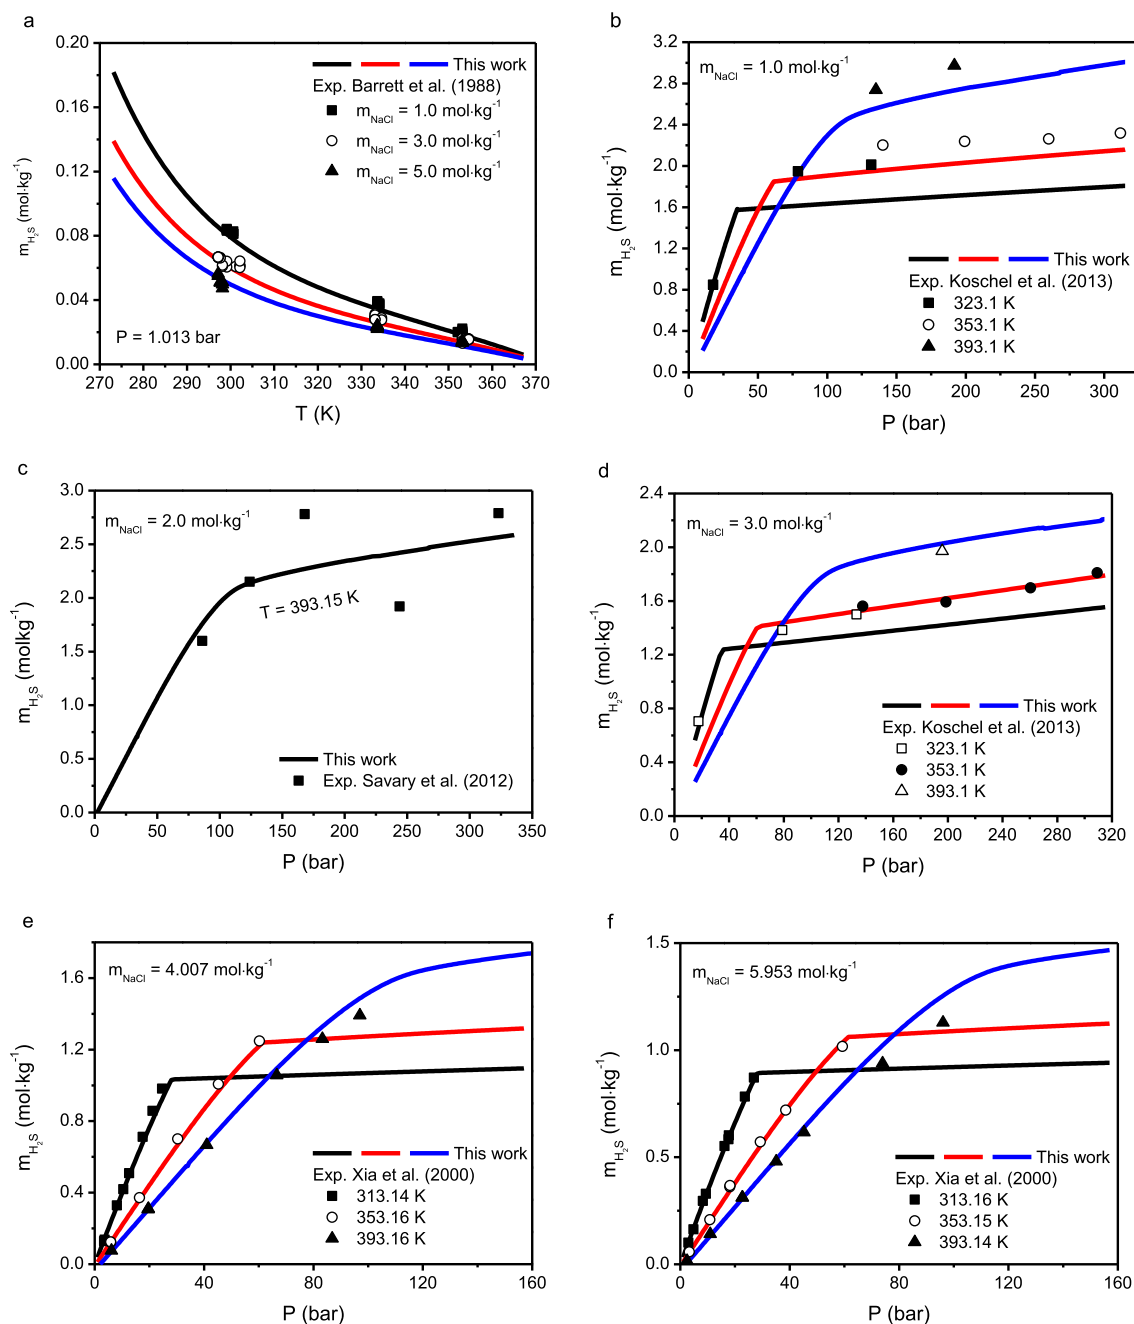 a
0.20
0.16
0.12
0.08
0.04
0.00
270 280 290 300 310 320 330 340 350 360 370
m_H₂S (mol·kg⁻¹)
T (K)
This work
Exp. Barrett et al. (1988)
m_NaCl = 1.0 mol·kg⁻¹
m_NaCl = 3.0 mol·kg⁻¹
m_NaCl = 5.0 mol·kg⁻¹
P = 1.013 bar
b
3.2
2.8
2.4
2.0
1.6
1.2
0.8
0.4
0.0
0 50 100 150 200 250 300
m_H₂S (mol·kg⁻¹)
P (bar)
m_NaCl = 1.0 mol·kg⁻¹
This work
Exp. Koschel et al. (2013)
323.1 K
353.1 K
393.1 K
c
3.0
2.5
2.0
1.5
1.0
0.5
0.0
0 50 100 150 200 250 300 350
m_H₂S (molkg⁻¹)
P (bar)
m_NaCl = 2.0 mol·kg⁻¹
T = 393.15 K
This work
Exp. Savary et al. (2012)
d
2.4
2.0
1.6
1.2
0.8
0.4
0.0
0 40 80 120 160 200 240 280 320
m_H₂S (mol·kg⁻¹)
P (bar)
m_NaCl = 3.0 mol·kg⁻¹
This work
Exp. Koschel et al. (2013)
323.1 K
353.1 K
393.1 K
e
1.6
1.2
0.8
0.4
0.0
0 40 80 120 160
m_H₂S (mol·kg⁻¹)
P (bar)
m_NaCl = 4.007 mol·kg⁻¹
This work
Exp. Xia et al. (2000)
313.14 K
353.16 K
393.16 K
f
1.5
1.0
0.5
0.0
0 40 80 120 160
m_H₂S (mol·kg⁻¹)
P (bar)
m_NaCl = 5.953 mol·kg⁻¹
This work
Exp. Xia et al. (2000)
313.16 K
353.15 K
393.14 K